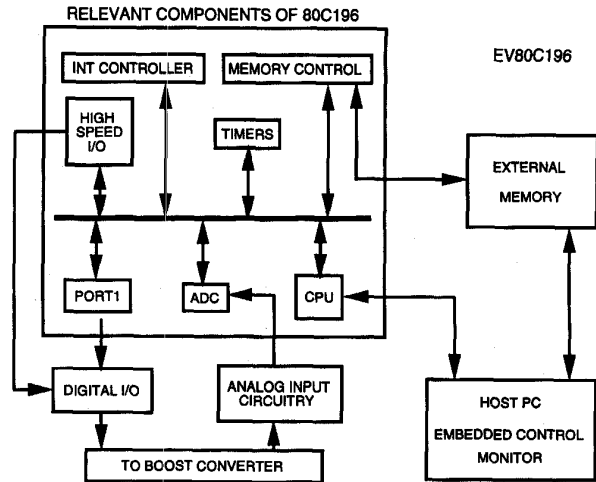 RELEVANT COMPONENTS OF 80C196
EV80C196
INT CONTROLLER
MEMORY CONTROL
HIGH
SPEED
I/O
TIMERS
EXTERNAL
MEMORY
PORT1
ADC
CPU
DIGITAL I/O
ANALOG INPUT
CIRCUITRY
HOST PC
EMBEDDED CONTROL
MONITOR
TO BOOST CONVERTER